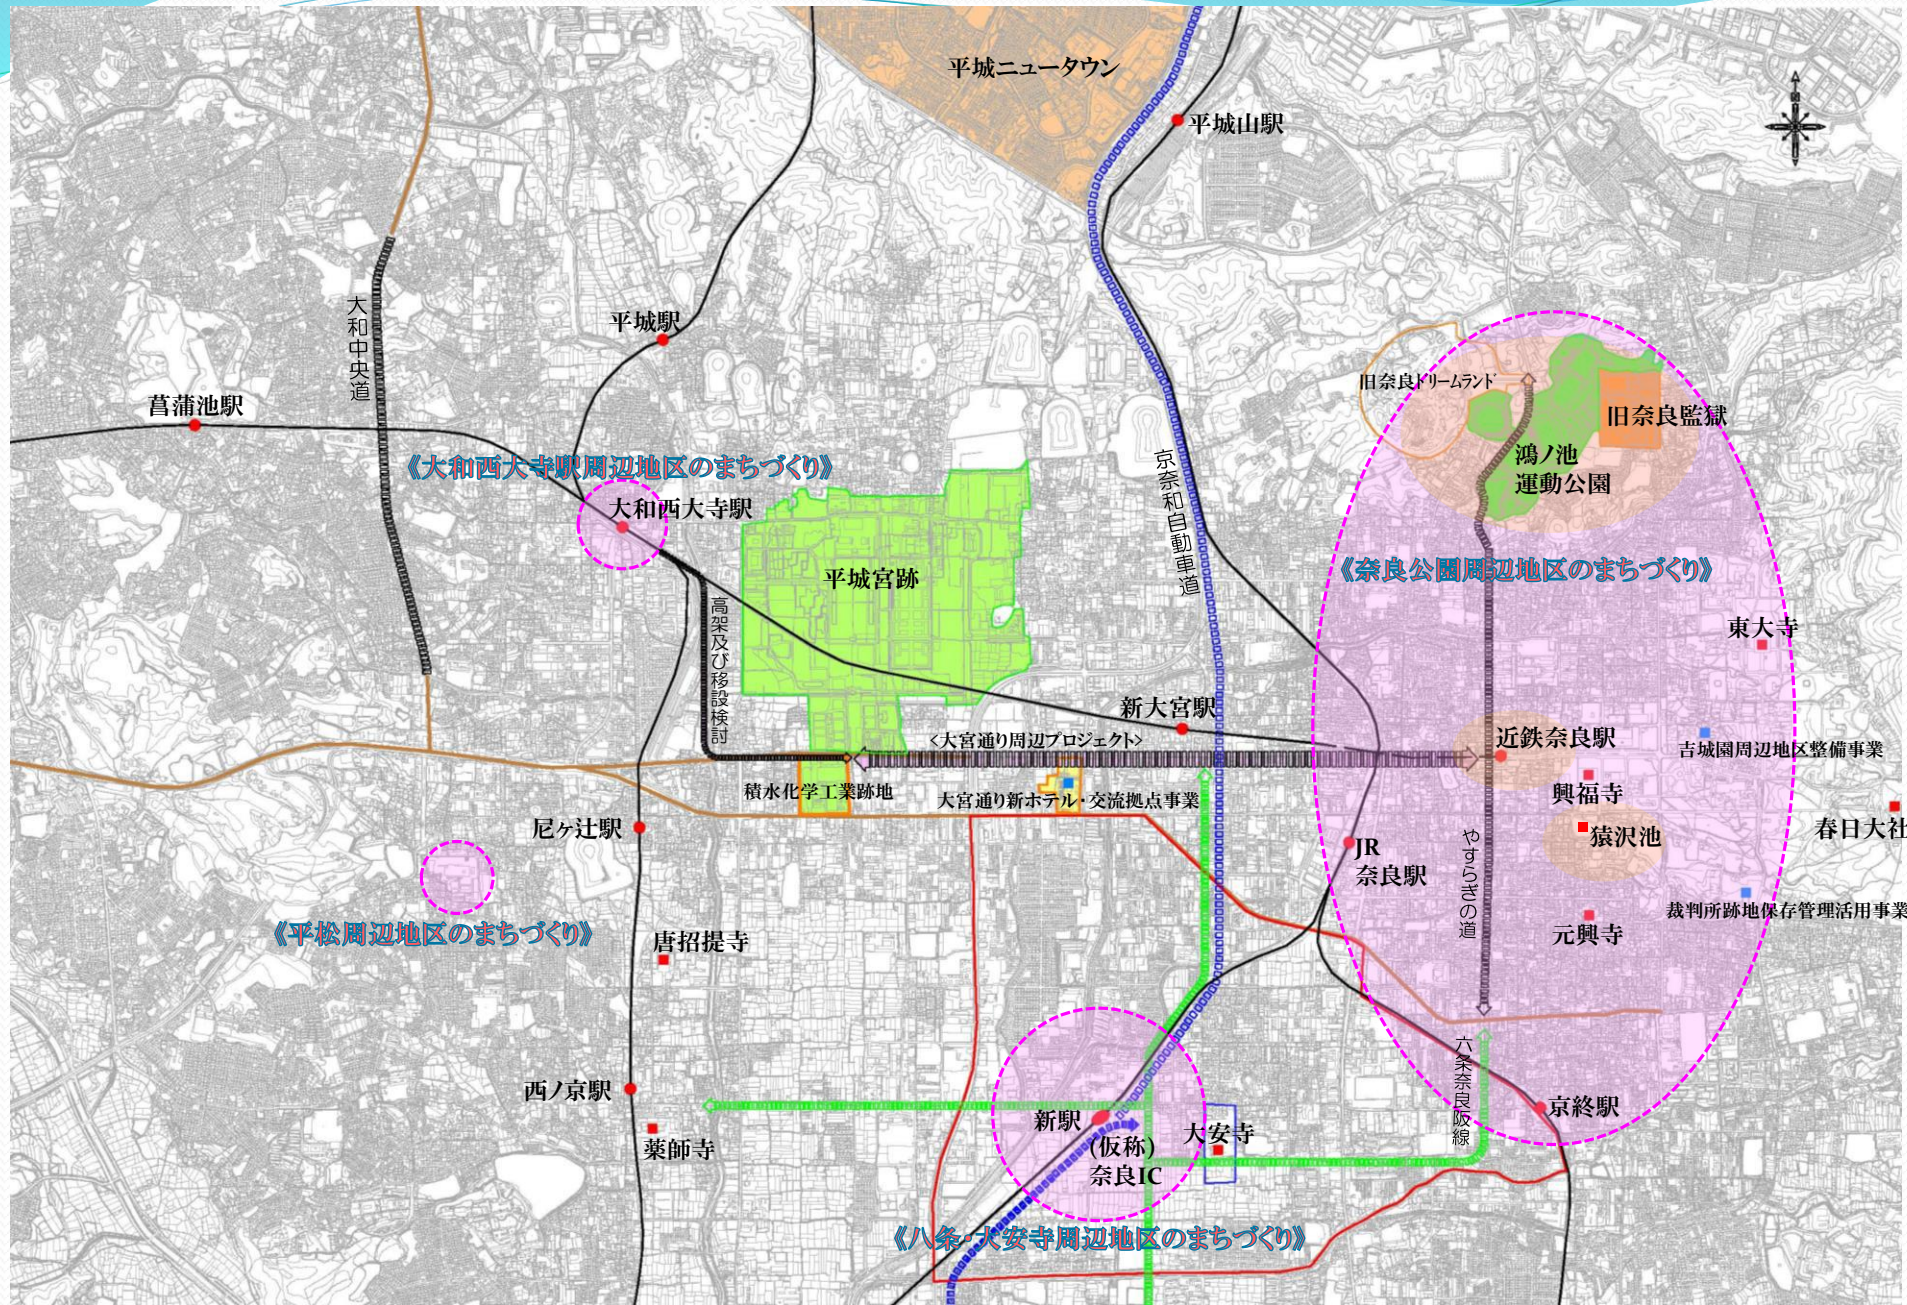 平城ニュータウン
平城山駅
大和中央道
平城駅
菖蒲池駅
旧奈良ドリームランド
旧奈良監獄
鴻ノ池
運動公園
《大和西大寺駅周辺地区のまちづくり》
大和西大寺駅
京奈和自動車道
平城宮跡
《奈良公園周辺地区のまちづくり》
高架及び移設検討
東大寺
新大宮駅
<大宮通り周辺プロジェクト>
近鉄奈良駅
吉城園周辺地区整備事業
積水化学工業跡地
大宮通り新ホテル・交流拠点事業
興福寺
尼ヶ辻駅
猿沢池
春日大社
JR
奈良駅
やすらぎの道
裁判所跡地保存管理活用事業
元興寺
《平松周辺地区のまちづくり》
唐招提寺
六条奈良阪線
西ノ京駅
薬師寺
新駅
(仮称)
奈良IC
大安寺
京終駅
《八条・大安寺周辺地区のまちづくり》